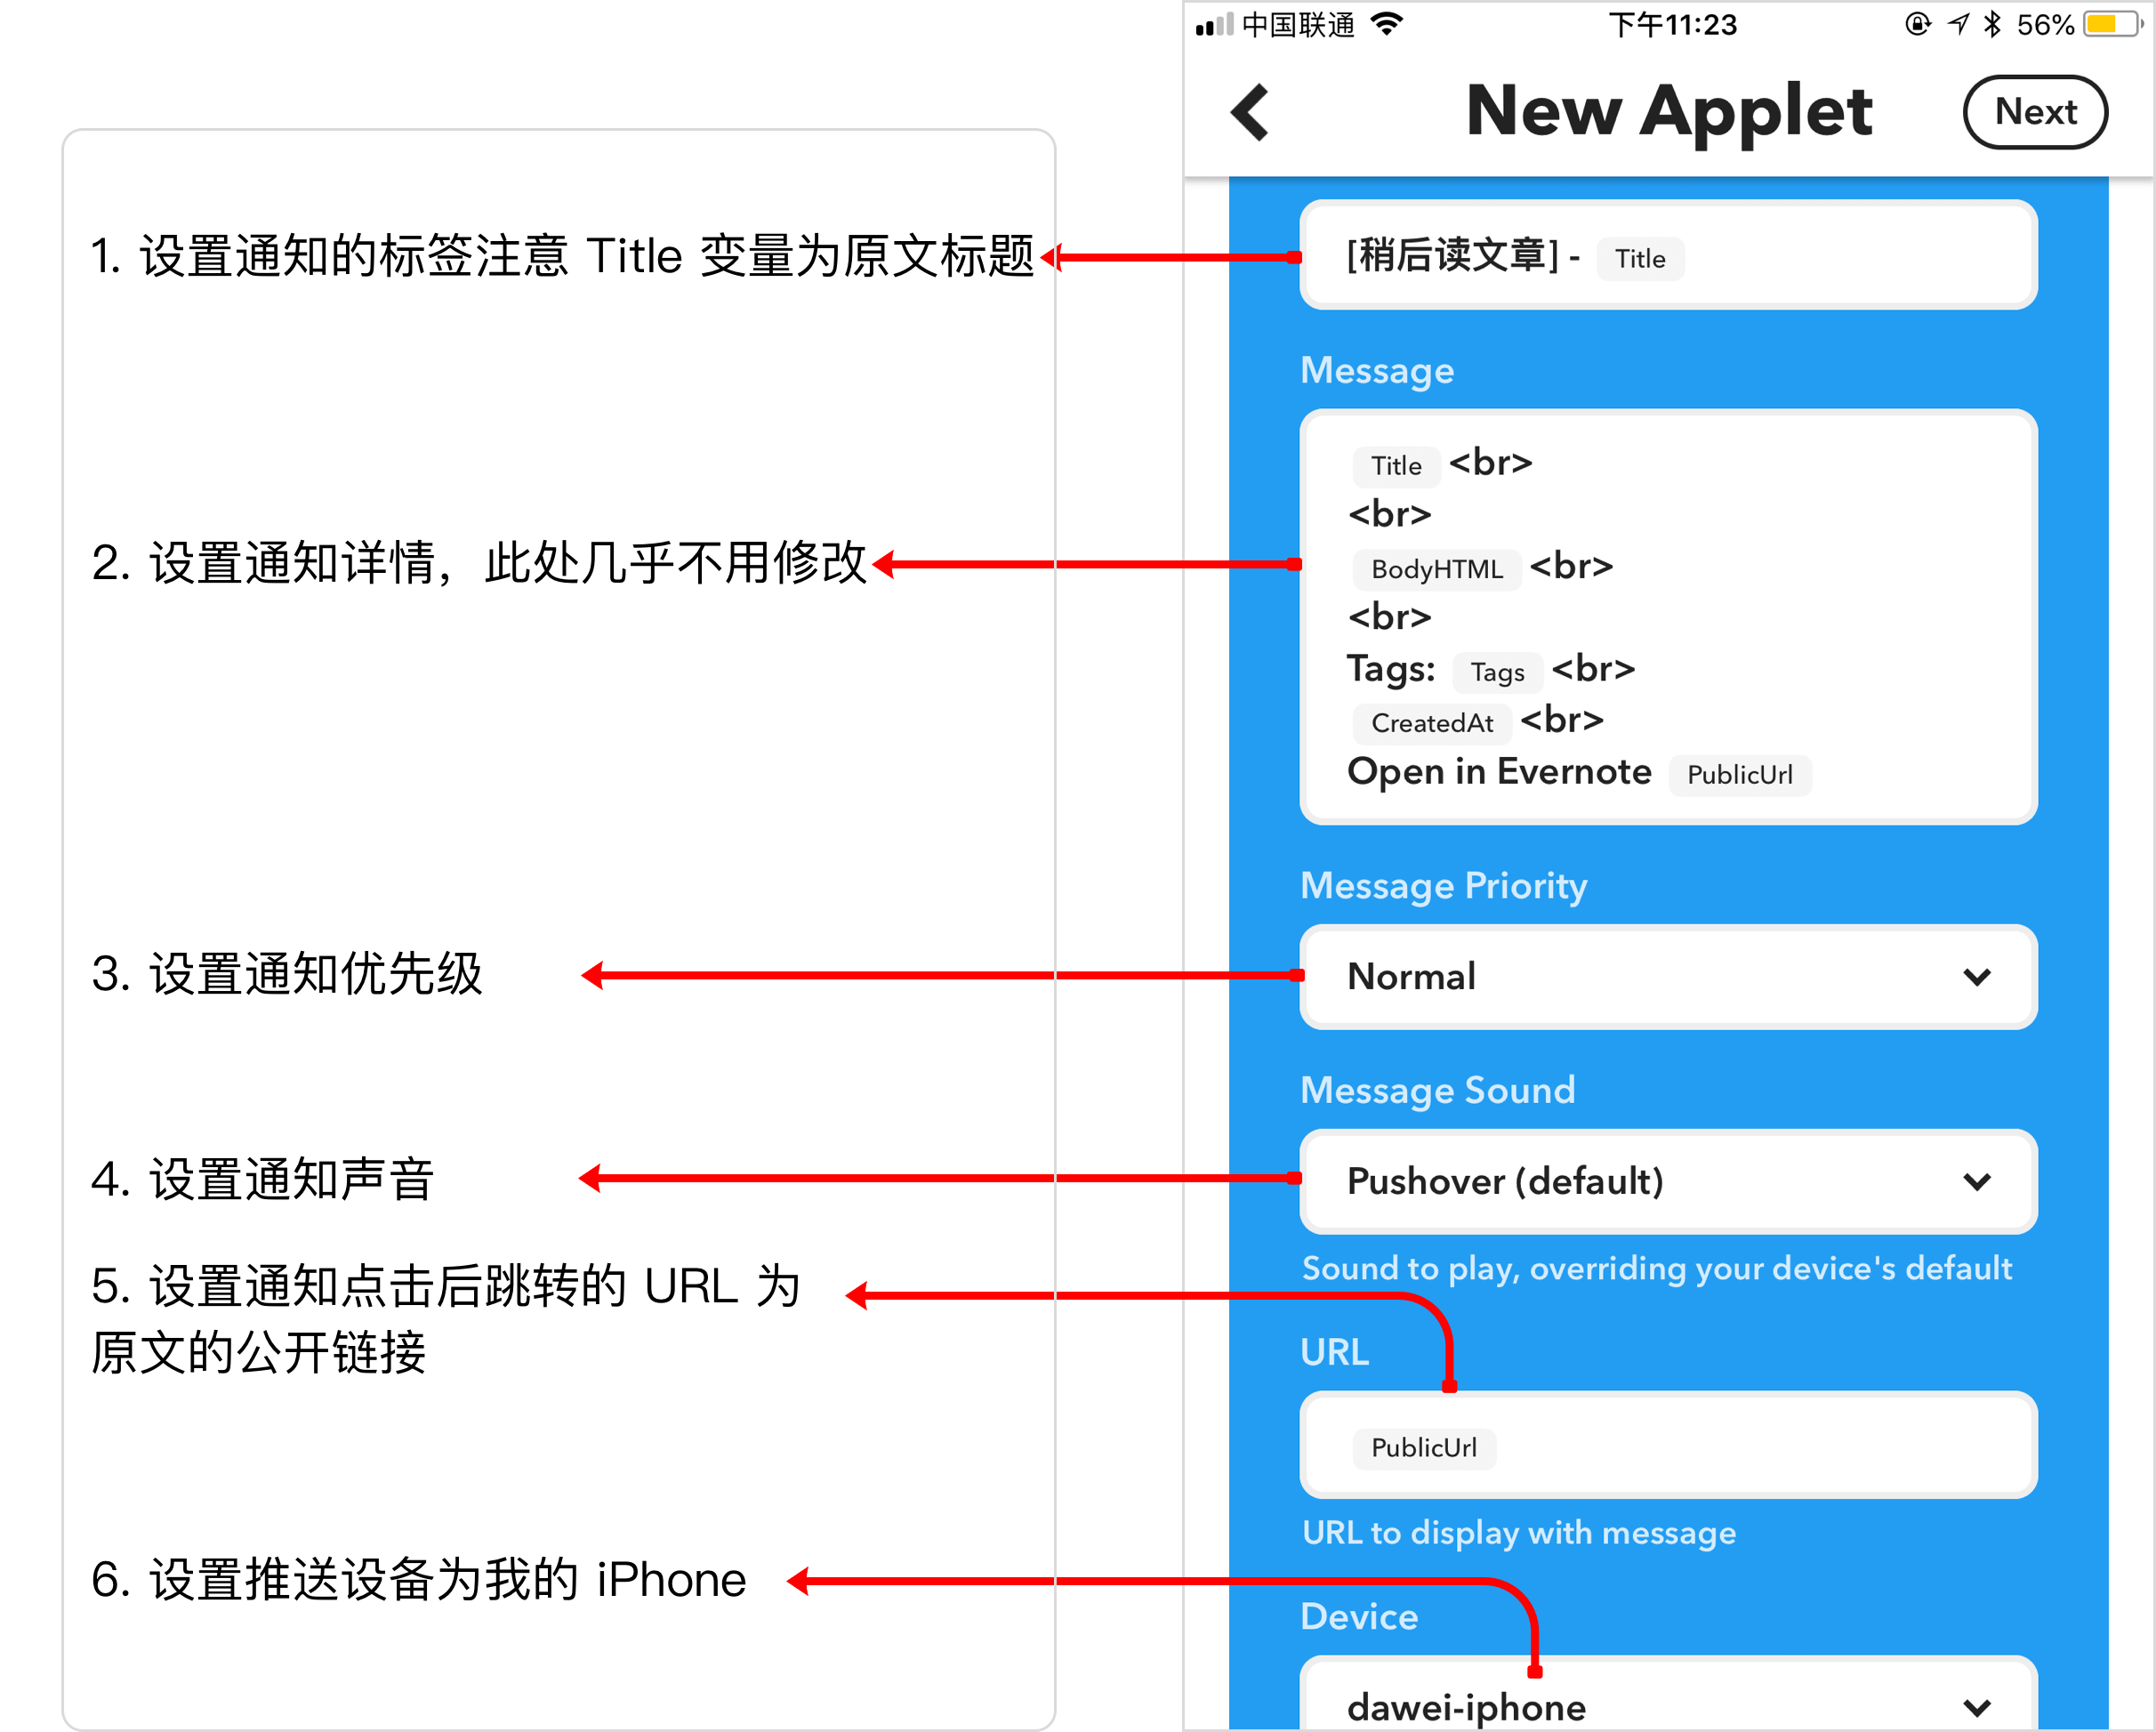 1. 设置通知的标签注意 Title 变量为原文标题
2. 设置通知详情，此处几乎不用修改
3. 设置通知优先级
4. 设置通知声音
5. 设置通知点击后跳转的 URL 为
原文的公开链接
6. 设置推送设备为我的 iPhone
中国联通 下午11:23 56%
New Applet Next
[稍后读文章] - Title
Message
Title <br>
<br>
BodyHTML <br>
<br>
Tags: Tags <br>
CreatedAt <br>
Open in Evernote PublicUrl
Message Priority
Normal
Message Sound
Pushover (default)
Sound to play, overriding your device's default
URL
PublicUrl
URL to display with message
Device
dawei-iphone